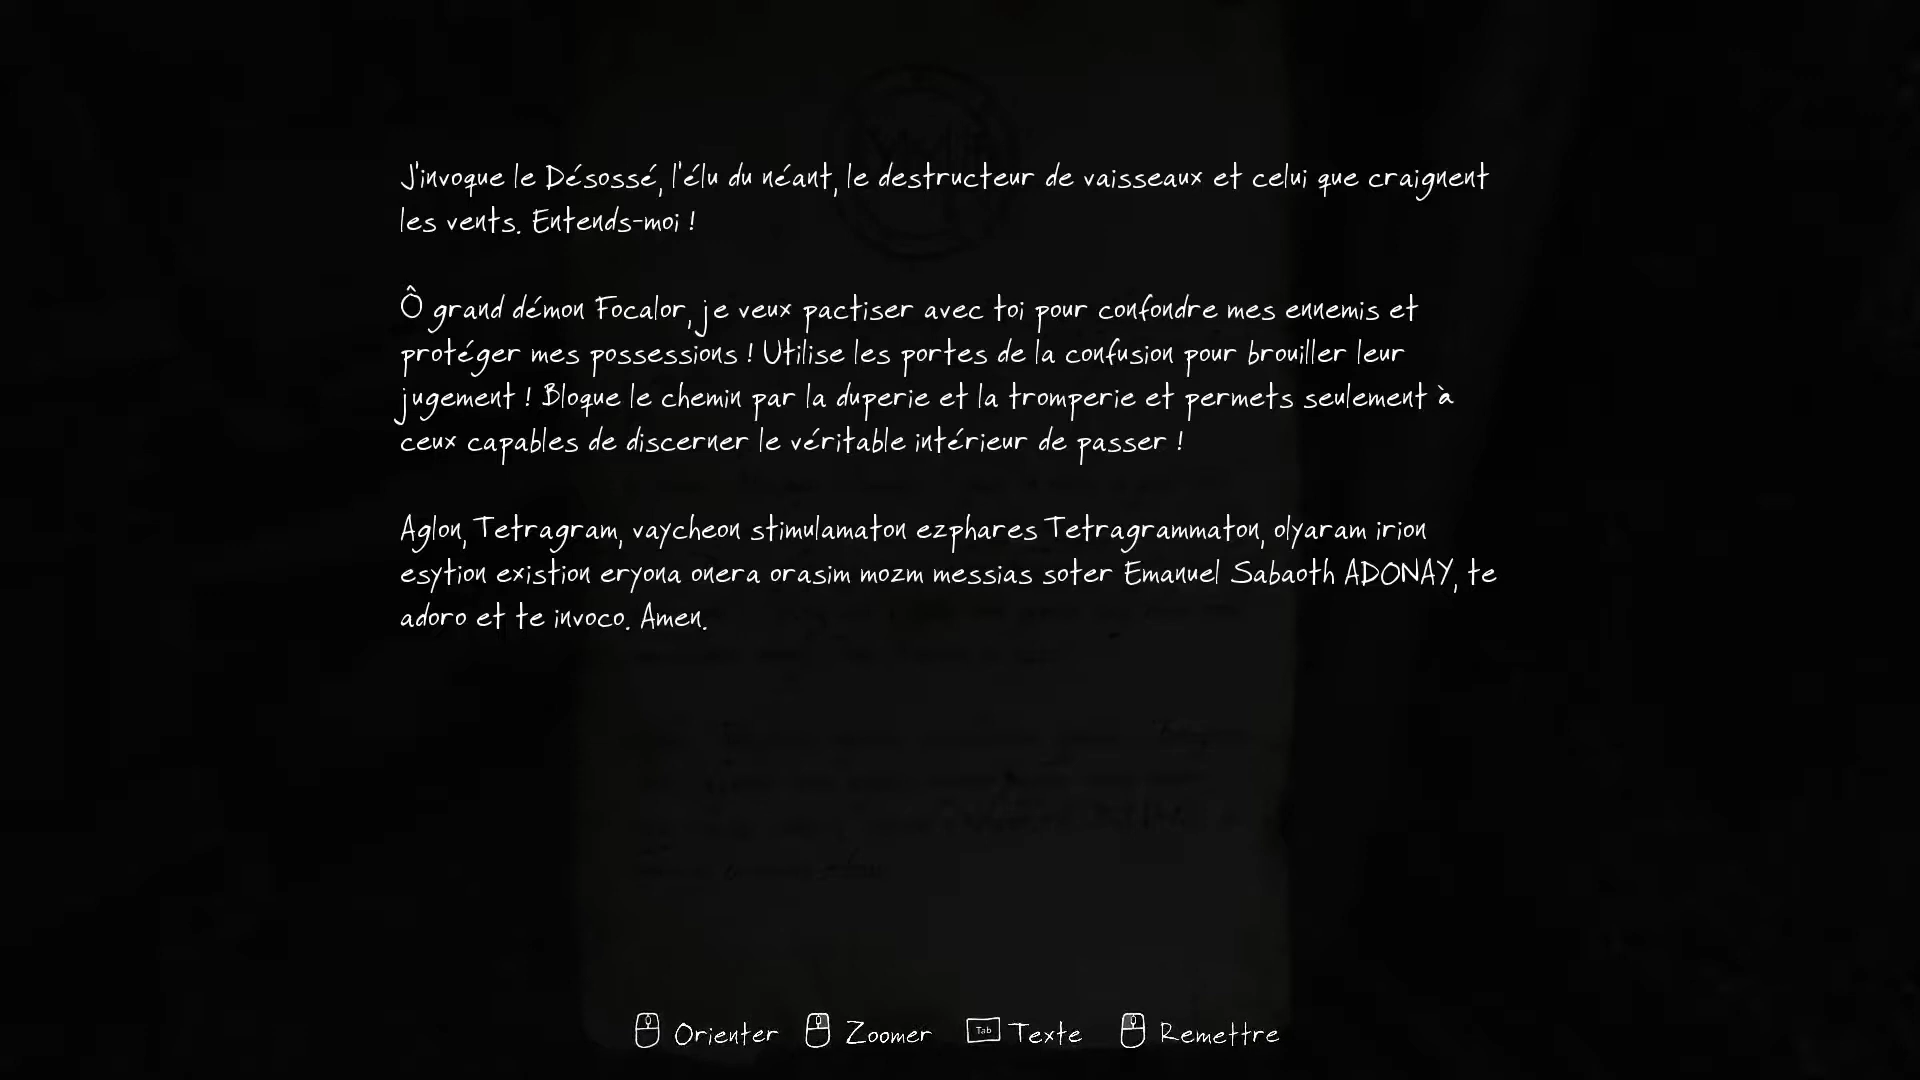 J'invoque le Désossé, l'élu du néant, le destructeur de vaisseaux et celui que craignent
les vents. Entends-moi !
Ô grand démon Focalor, je veux pactiser avec toi pour confondre mes ennemis et
protéger mes possessions ! Utilise les portes de la confusion pour brouiller leur
jugement ! Bloque le chemin par la duperie et la tromperie et permets seulement à
ceux capables de discerner le véritable intérieur de passer !
Aglon, Tetragram, vaycheon stimulamaton ezphares Tetragrammaton, olyaram irion
esytion existion eryona onera orasim mozm messias soter Emanuel Sabaoth ADONAY, te
adoro et te invoco. Amen.
Orienter Zoomer Tab Texte Remettre